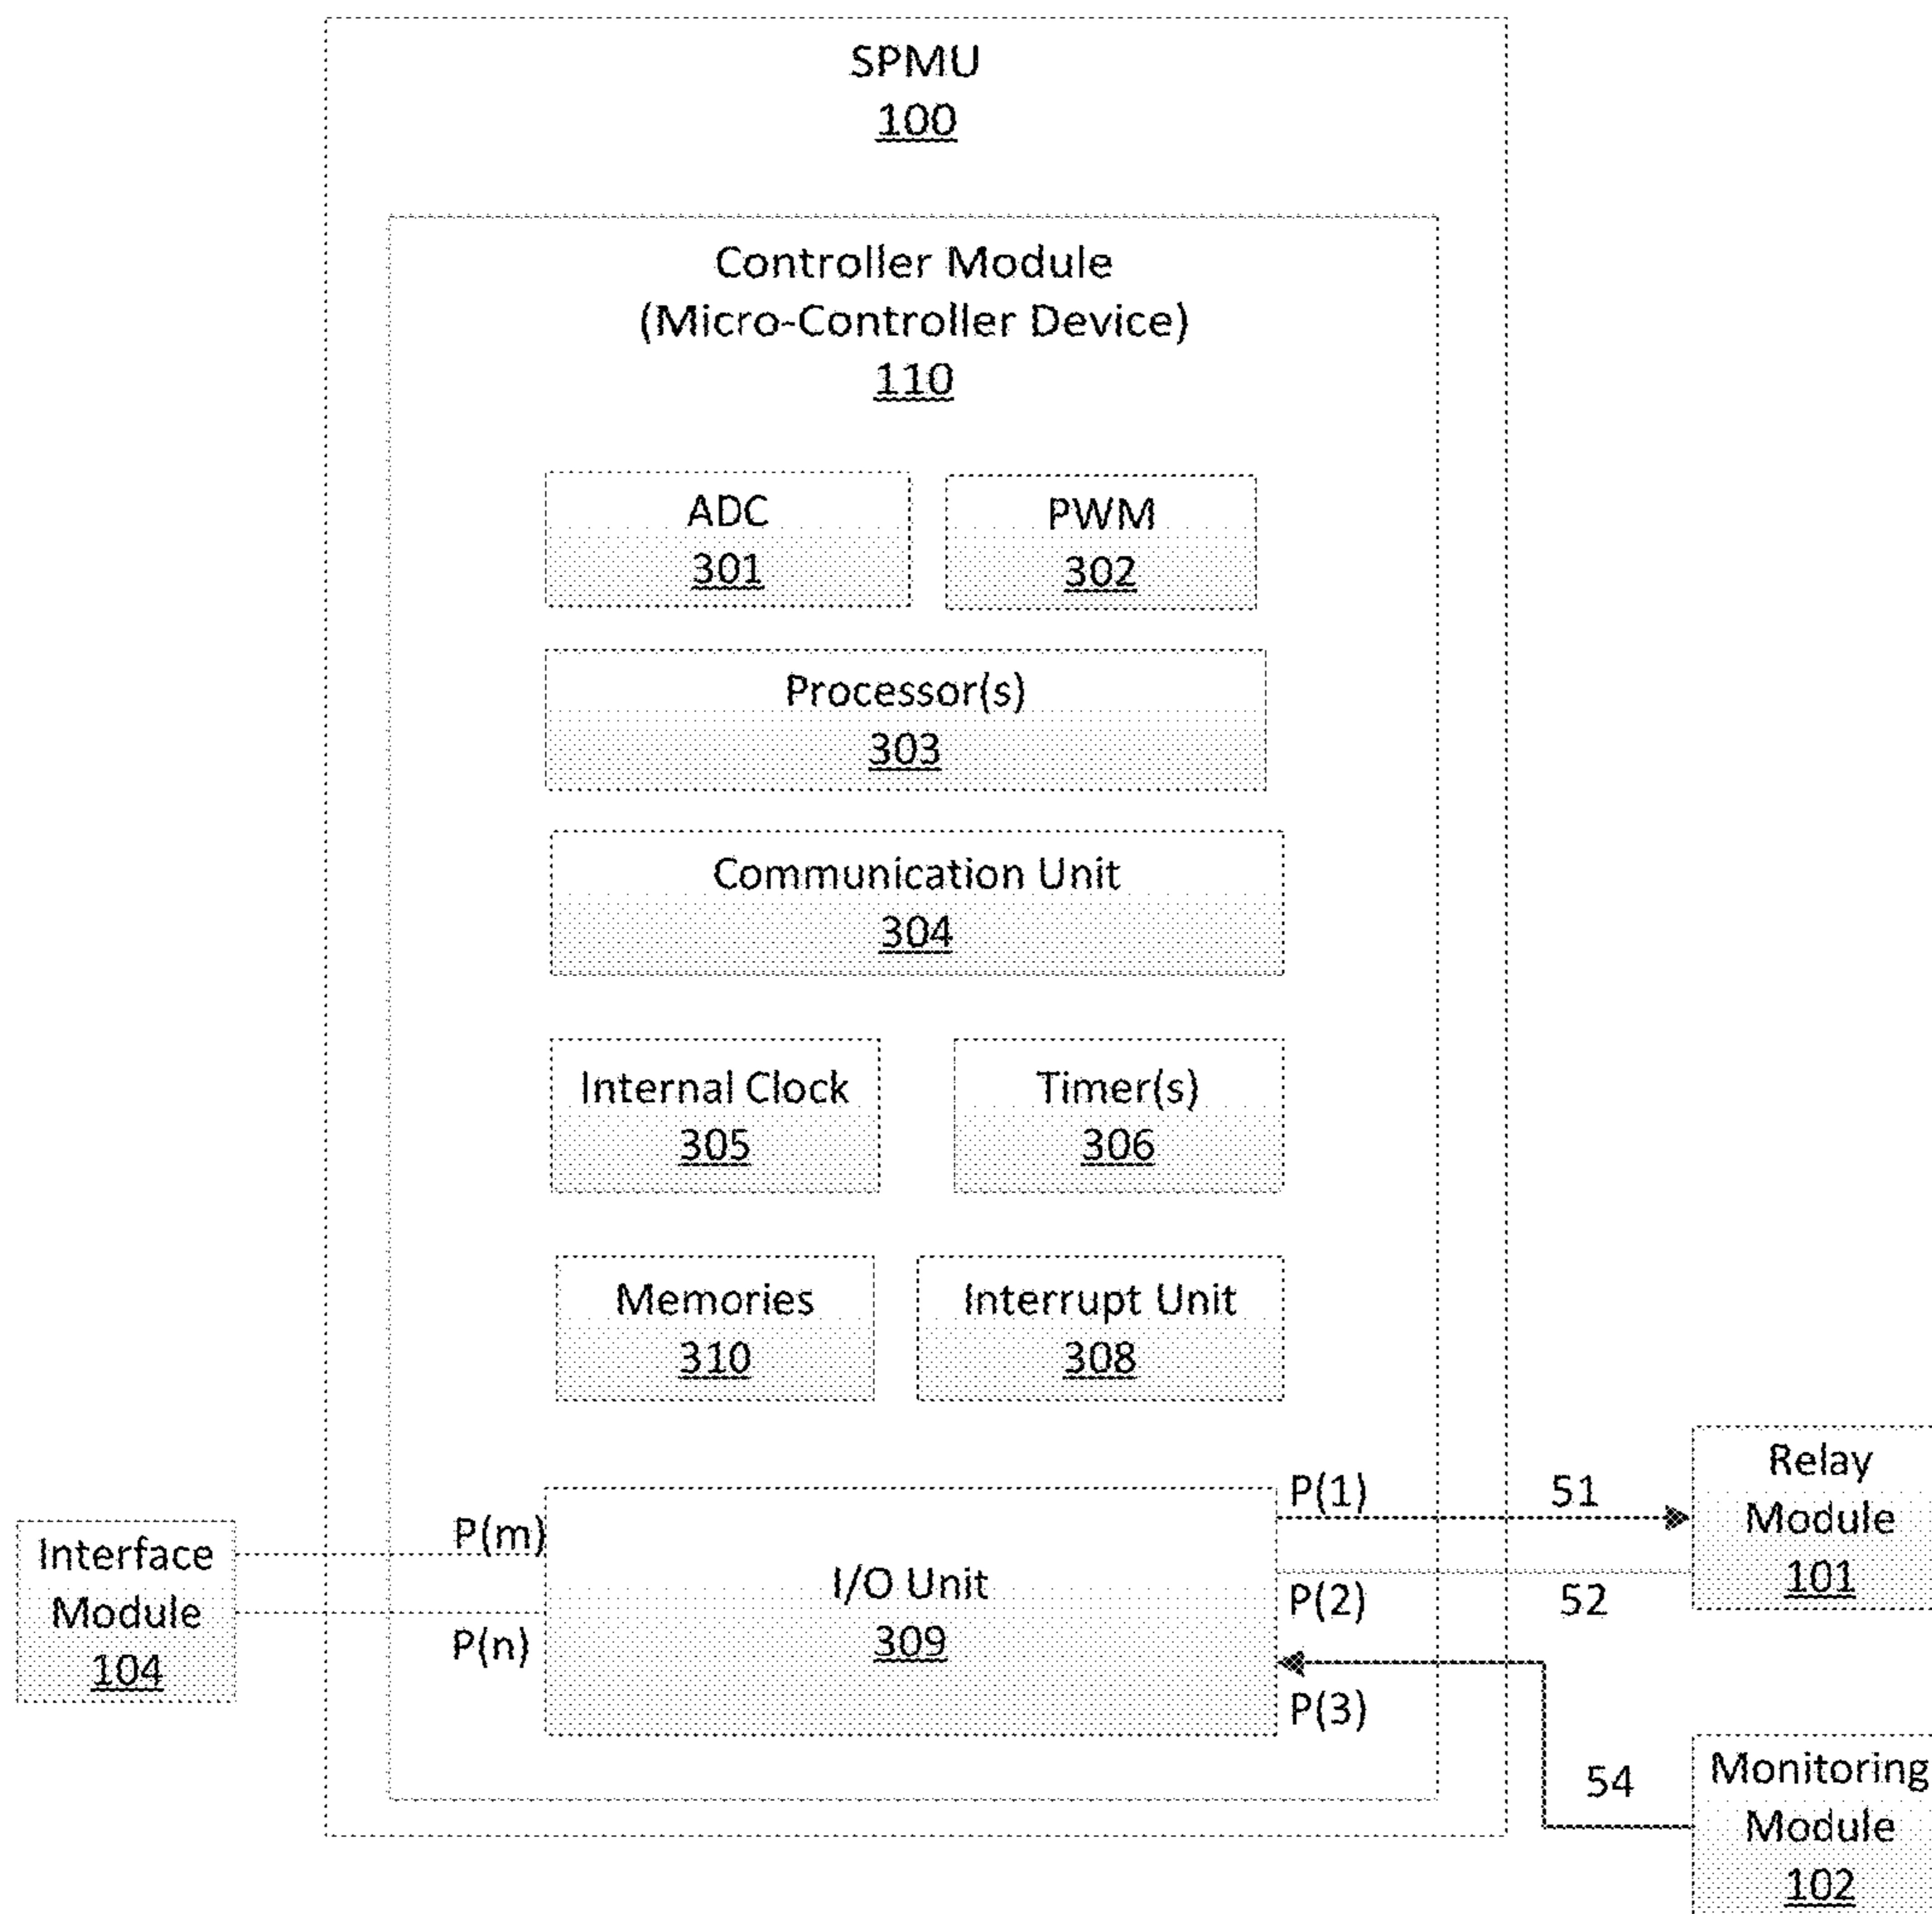 SPMU
100
Controller Module
(Micro-Controller Device)
110
ADC
301
PWM
302
Processor(s)
303
Communication Unit
304
Internal Clock
305
Timer(s)
306
Memories
310
Interrupt Unit
308
Interface
Module
104
P(m)
P(n)
I/O Unit
309
P(1)
51
P(2)
52
P(3)
54
Relay
Module
101
Monitoring
Module
102